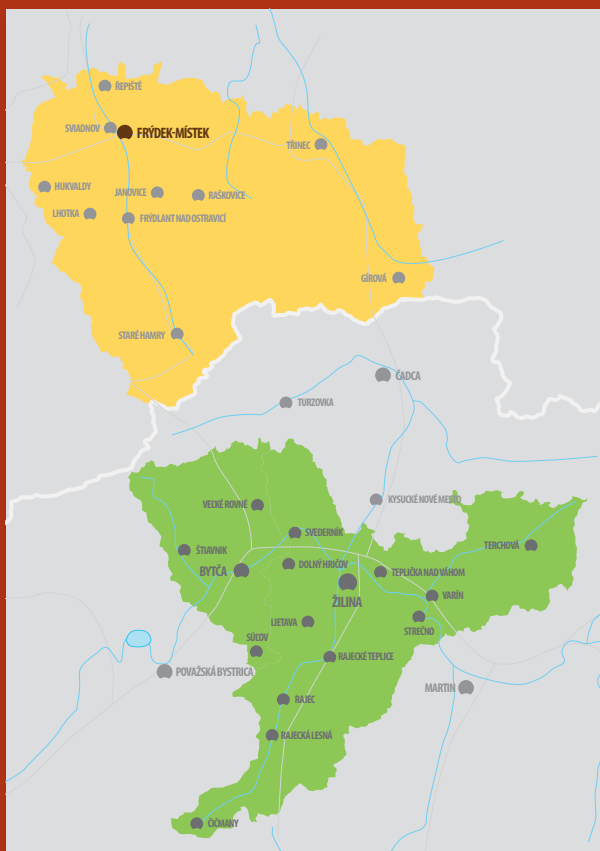 ŘEPIŠTĚ
SVIADNOV
FRÝDEK-MÍSTEK
TŘINEC
HUKVALDY
JANOVICE
RAŠKOVICE
LHOTKA
FRÝDLANT NAD OSTRAVICÍ
GÍROVÁ
STARÉ HAMRY
ČADCA
TURZOVKA
KYSUCKÉ NOVÉ MESTO
VEĽKÉ ROVNÉ
SVEDERNÍK
TERCHOVÁ
ŠTIAVNIK
DOLNÝ HRIČOV
BYTČA
TEPLIČKA NAD VÁHOM
ŽILINA
VARÍN
LIETAVA
STREČNO
SÚĽOV
RAJECKÉ TEPLICE
POVAŽSKÁ BYSTRICA
MARTIN
RAJEC
RAJECKÁ LESNÁ
ČIČMANY